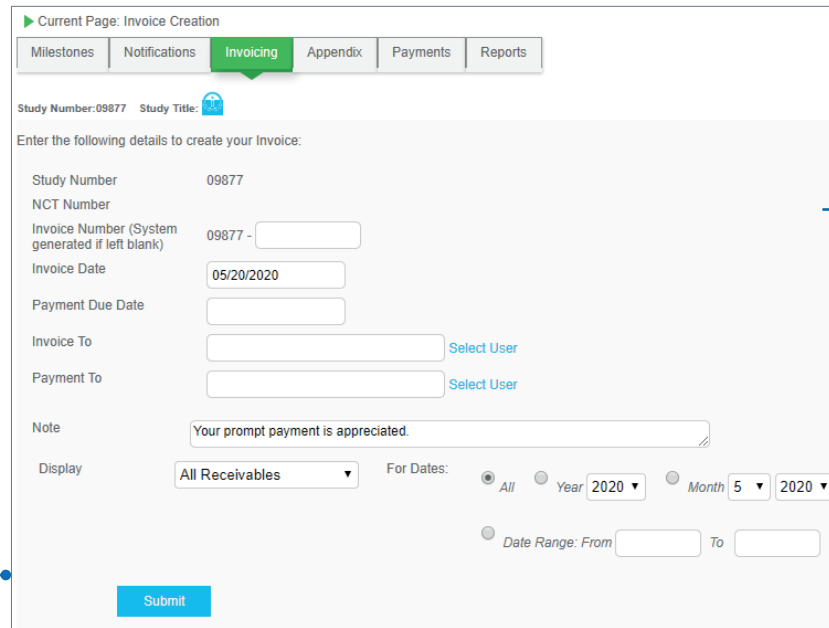 Current Page: Invoice Creation
Milestones Notifications Invoicing Appendix Payments Reports
Study Number:09877 Study Title:
Enter the following details to create your Invoice:
Study Number 09877
NCT Number
Invoice Number (System
generated if left blank) 09877 -
Invoice Date 05/20/2020
Payment Due Date
Invoice To Select User
Payment To Select User
Note Your prompt payment is appreciated.
Display All Receivables For Dates: All Year 2020 Month 5 2020
Date Range: From To
Submit